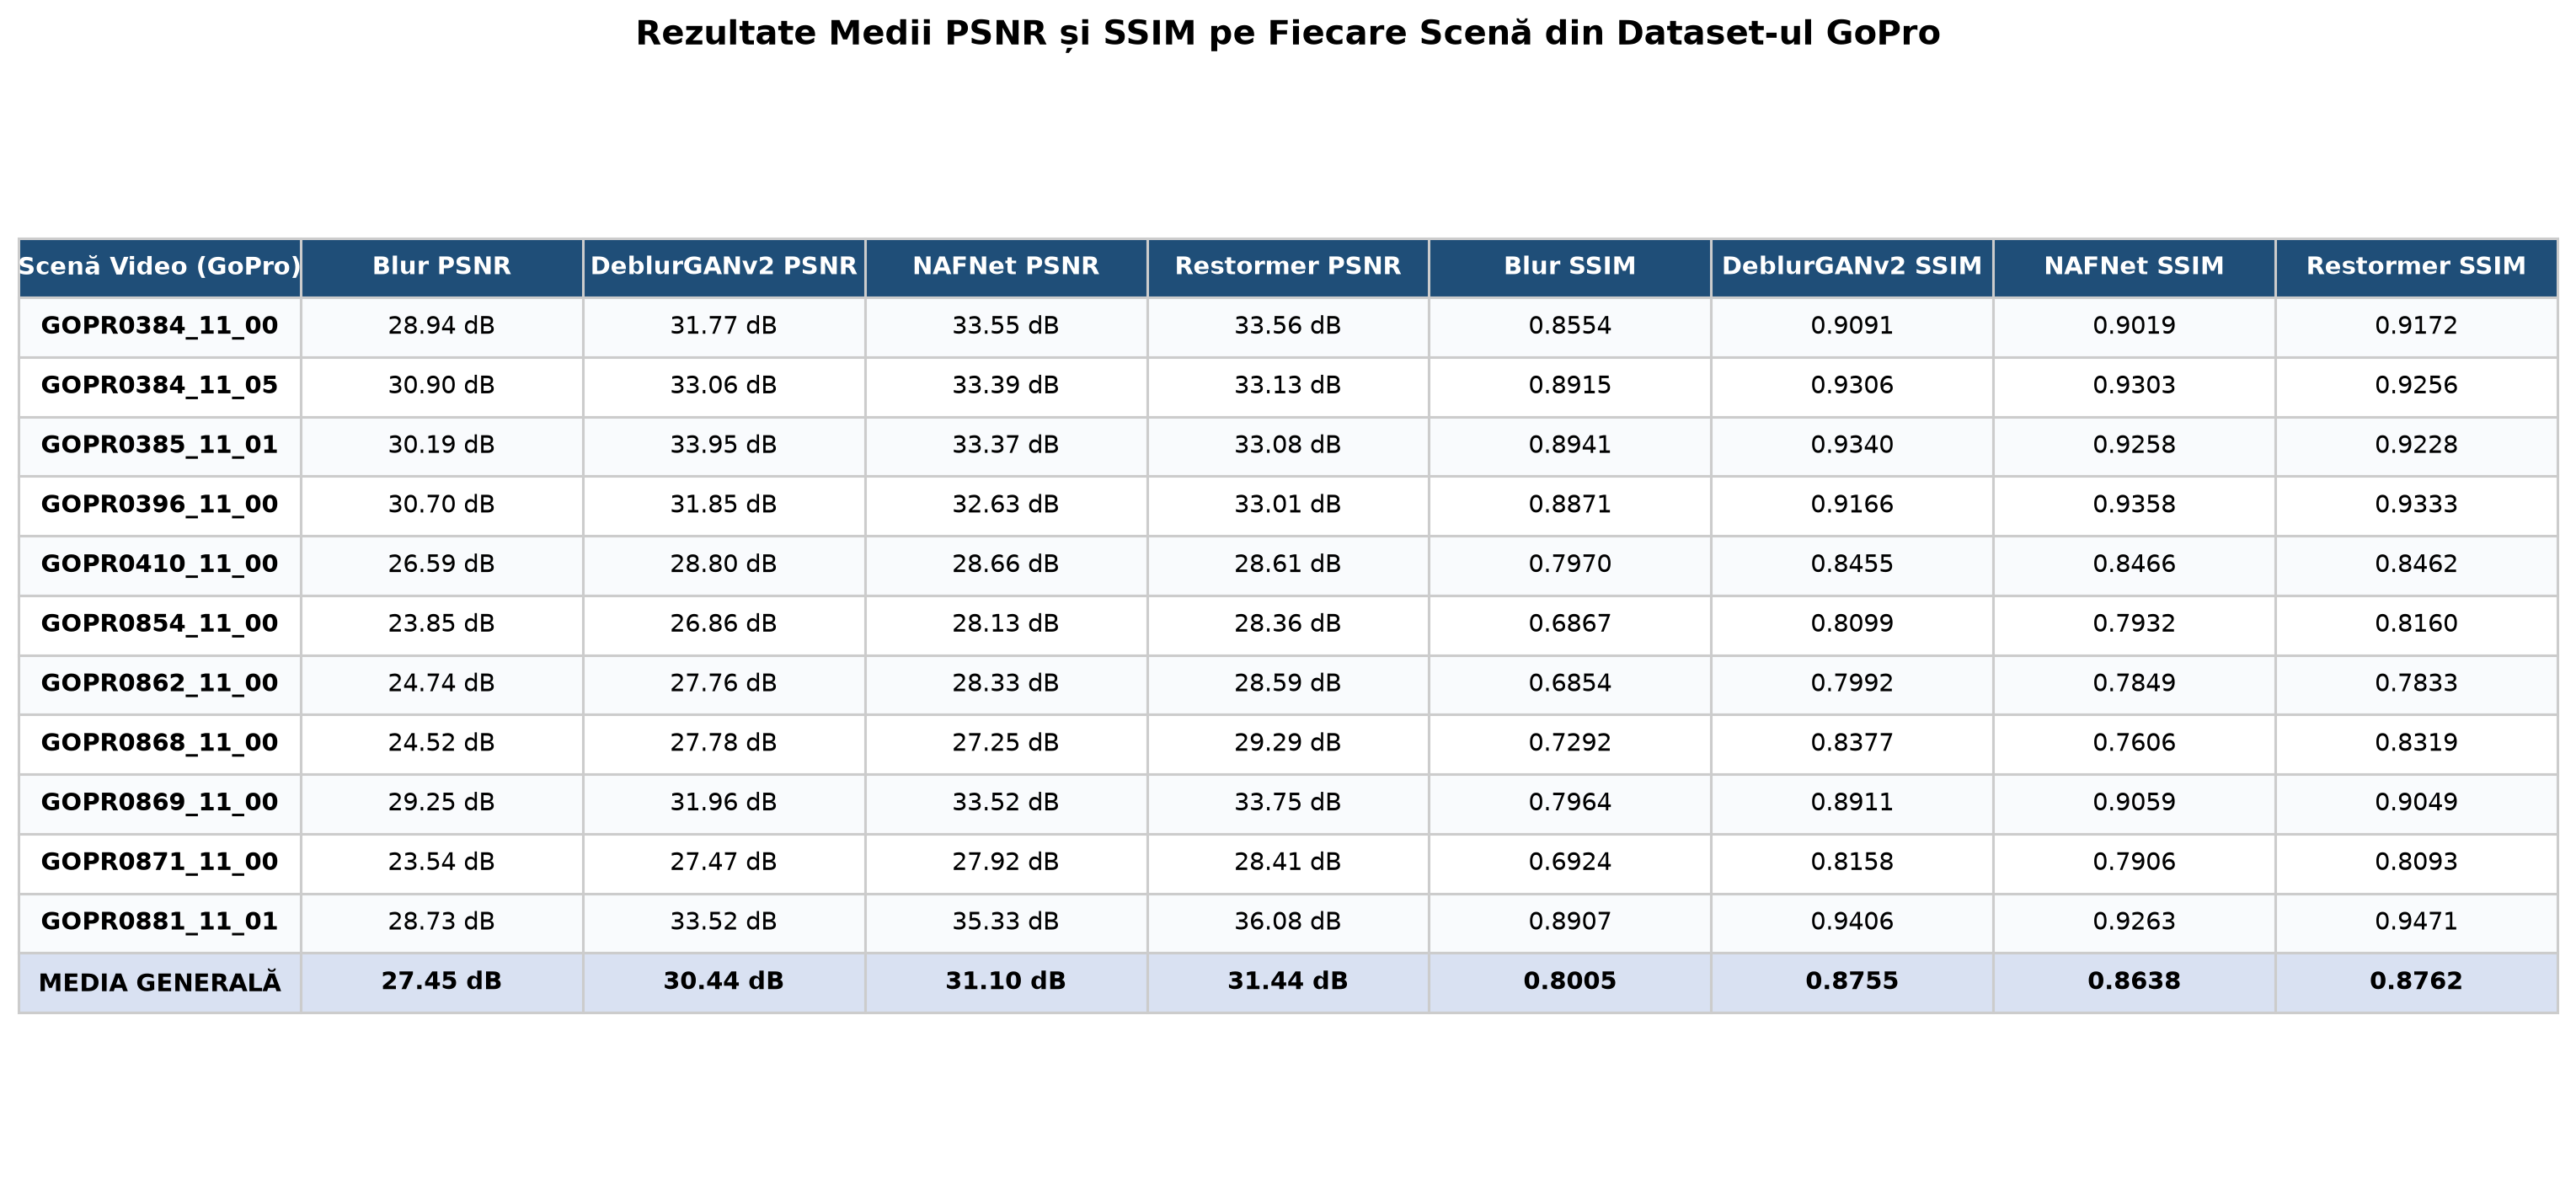 Rezultate Medii PSNR și SSIM pe Fiecare Scenă din Dataset-ul GoPro
Scenă Video (GoPro) Blur PSNR DeblurGANv2 PSNR NAFNet PSNR Restormer PSNR Blur SSIM DeblurGANv2 SSIM NAFNet SSIM Restormer SSIM
GOPR0384_11_00 28.94 dB 31.77 dB 33.55 dB 33.56 dB 0.8554 0.9091 0.9019 0.9172
GOPR0384_11_05 30.90 dB 33.06 dB 33.39 dB 33.13 dB 0.8915 0.9306 0.9303 0.9256
GOPR0385_11_01 30.19 dB 33.95 dB 33.37 dB 33.08 dB 0.8941 0.9340 0.9258 0.9228
GOPR0396_11_00 30.70 dB 31.85 dB 32.63 dB 33.01 dB 0.8871 0.9166 0.9358 0.9333
GOPR0410_11_00 26.59 dB 28.80 dB 28.66 dB 28.61 dB 0.7970 0.8455 0.8466 0.8462
GOPR0854_11_00 23.85 dB 26.86 dB 28.13 dB 28.36 dB 0.6867 0.8099 0.7932 0.8160
GOPR0862_11_00 24.74 dB 27.76 dB 28.33 dB 28.59 dB 0.6854 0.7992 0.7849 0.7833
GOPR0868_11_00 24.52 dB 27.78 dB 27.25 dB 29.29 dB 0.7292 0.8377 0.7606 0.8319
GOPR0869_11_00 29.25 dB 31.96 dB 33.52 dB 33.75 dB 0.7964 0.8911 0.9059 0.9049
GOPR0871_11_00 23.54 dB 27.47 dB 27.92 dB 28.41 dB 0.6924 0.8158 0.7906 0.8093
GOPR0881_11_01 28.73 dB 33.52 dB 35.33 dB 36.08 dB 0.8907 0.9406 0.9263 0.9471
MEDIA GENERALĂ 27.45 dB 30.44 dB 31.10 dB 31.44 dB 0.8005 0.8755 0.8638 0.8762